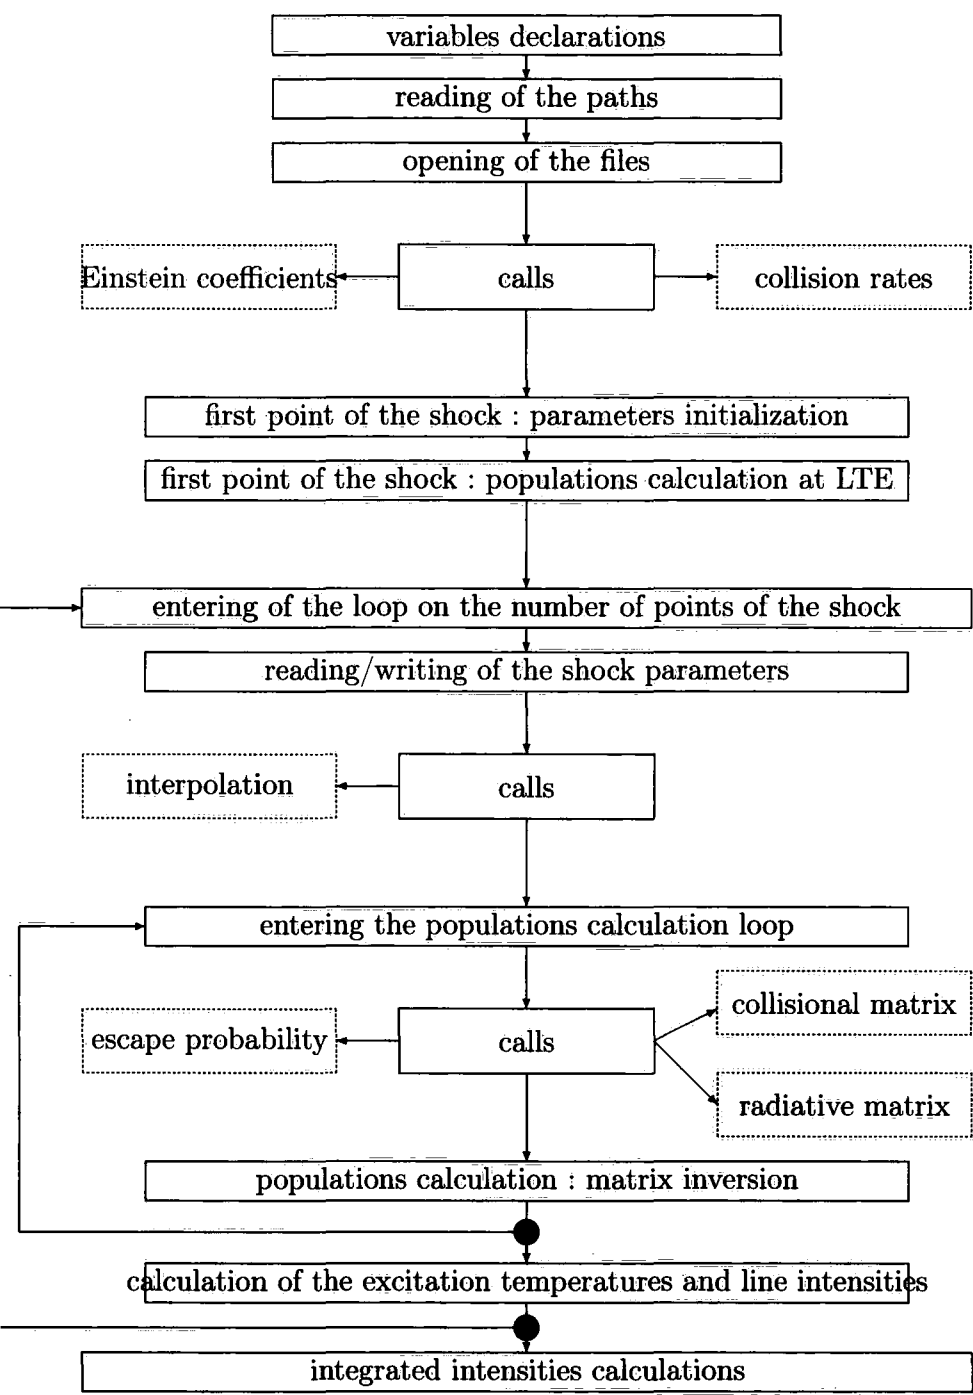 variables declarations
reading of the paths
opening of the files
Einstein coefficients
calls
collision rates
first point of the shock : parameters initialization
first point of the shock : populations calculation at LTE
entering of the loop on the number of points of the shock
reading/writing of the shock parameters
interpolation
calls
entering the populations calculation loop
collisional matrix
escape probability
calls
radiative matrix
populations calculation : matrix inversion
calculation of the excitation temperatures and line intensities
integrated intensities calculations